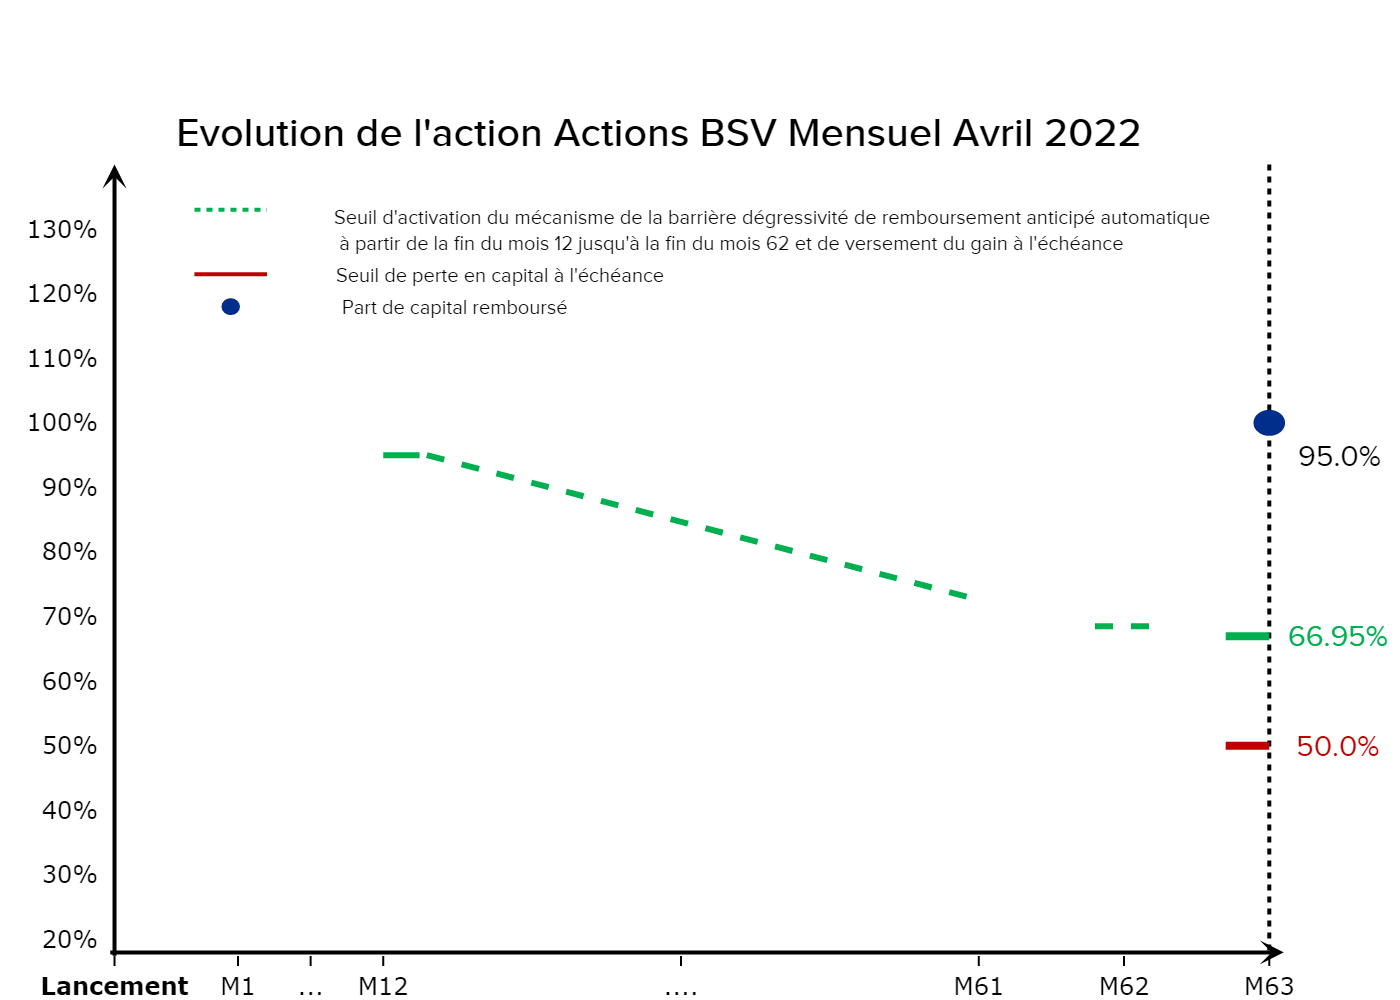 Evolution de l'action Actions BSV Mensuel Avril 2022
Seuil d'activation du mécanisme de la barrière dégressivité de remboursement anticipé automatique
à partir de la fin du mois 12 jusqu'à la fin du mois 62 et de versement du gain à l'échéance
Seuil de perte en capital à l'échéance
Part de capital remboursé
130%
120%
110%
100%
90%
80%
70%
60%
50%
40%
30%
20%
95.0%
66.95%
50.0%
Lancement M1 ... M12 .... M61 M62 M63